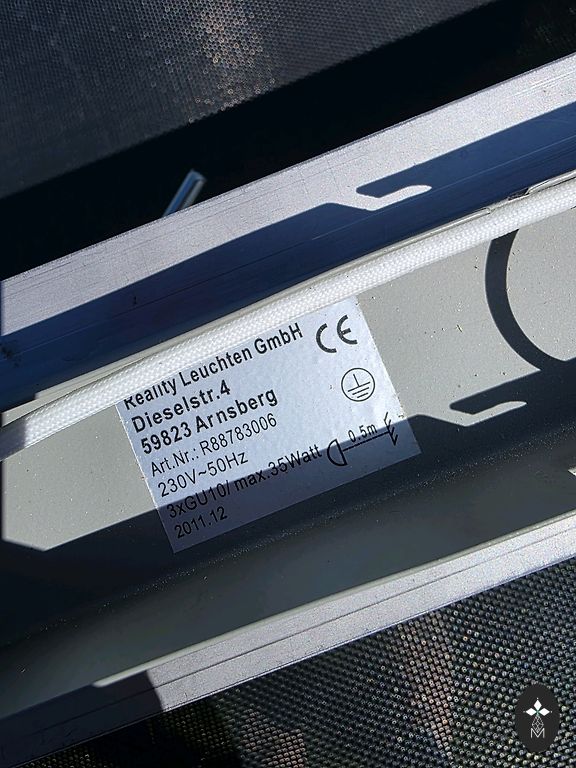 Reality Leuchten GmbH
Dieselstr.4
59823 Arnsberg
Art.Nr.: R88783006
230V~50Hz
3xGU10/ max.35Watt
2011.12
CE
0.5m
M